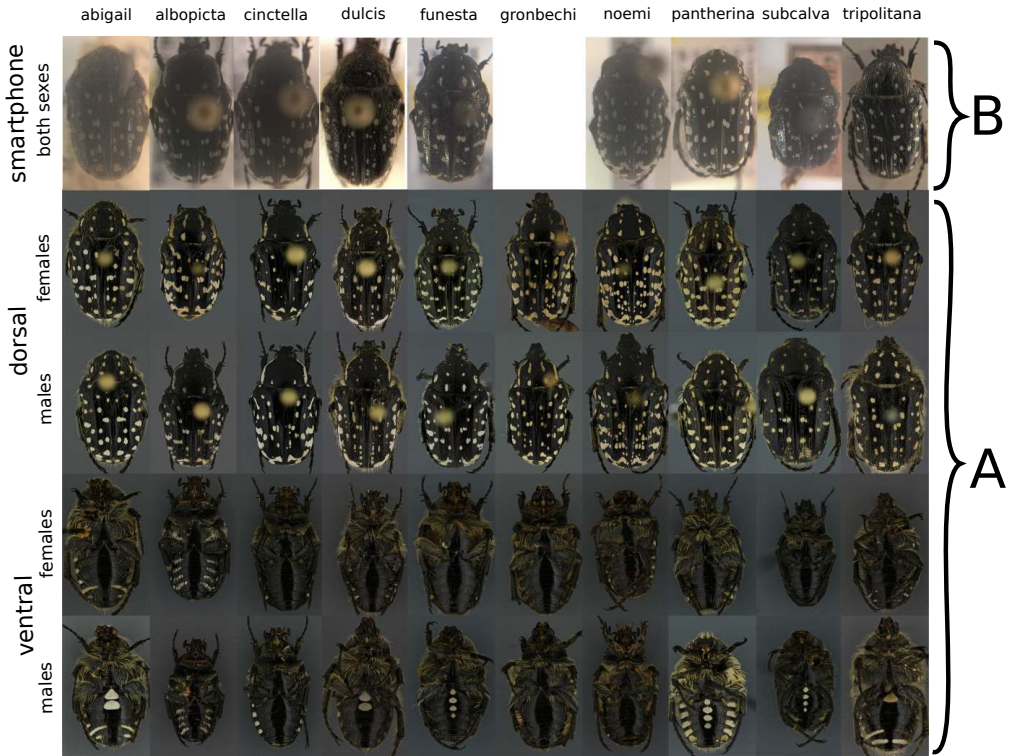 abigail albopicta cinctella dulcis funesta gronbechi noemi pantherina subcalva tripolitana
smartphone
both sexes
B
dorsal
females
males
A
ventral
females
males